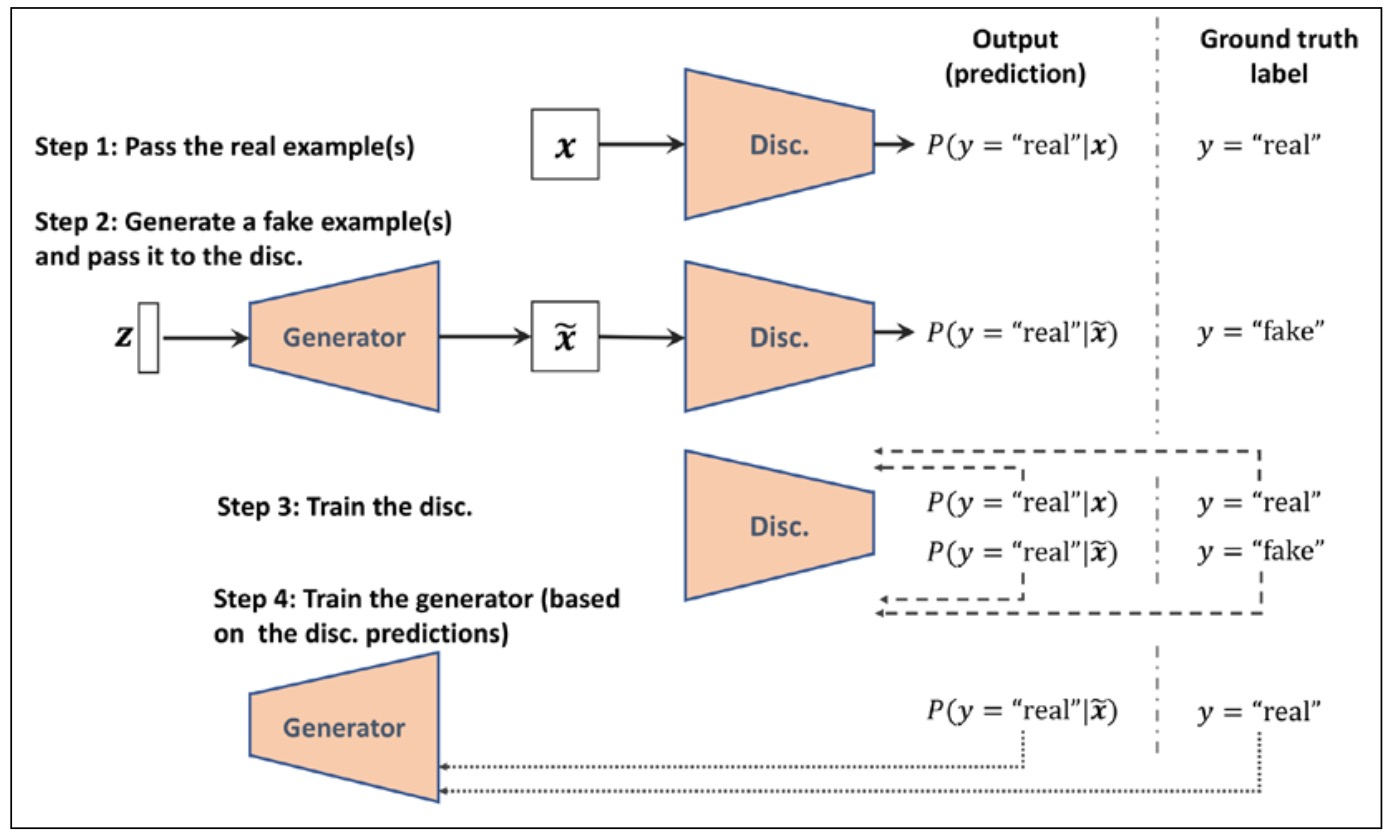 Output
(prediction)
Ground truth
label
Step 1: Pass the real example(s)
x
Disc.
P(y = “real”|x)
y = “real”
Step 2: Generate a fake example(s)
and pass it to the disc.
z
Generator
x̃
Disc.
P(y = “real”|x̃)
y = “fake”
Step 3: Train the disc.
Disc.
P(y = “real”|x)
y = “real”
P(y = “real”|x̃)
y = “fake”
Step 4: Train the generator (based
on the disc. predictions)
Generator
P(y = “real”|x̃)
y = “real”